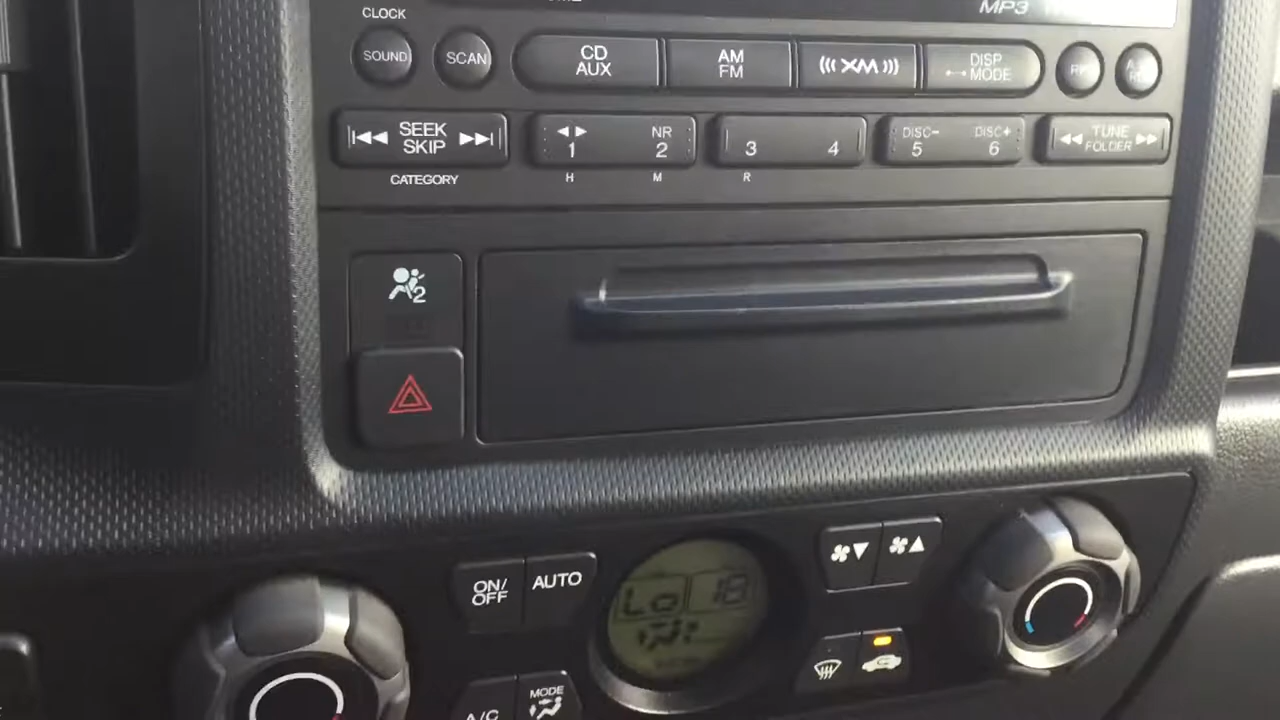 CLOCK
MP3
SOUND
SCAN
CD
AUX
AM
FM
XM
DISP
MODE
SEEK
SKIP
1
NR
2
3
4
DISC-
5
DISC+
6
TUNE
FOLDER
CATEGORY
H
M
R
2
ON/
OFF
AUTO
Lo
18
A/C
MODE